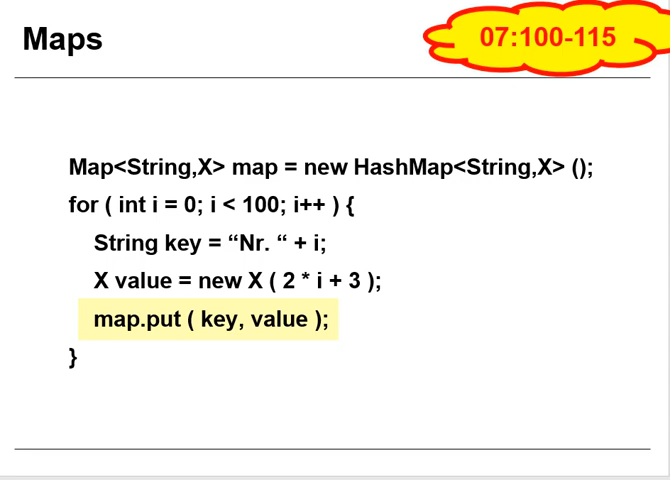 Maps
07:100-115
Map<String,X> map = new HashMap<String,X> ();
for ( int i = 0; i < 100; i++ ) {
String key = “Nr. “ + i;
X value = new X ( 2 * i + 3 );
map.put ( key, value );
}